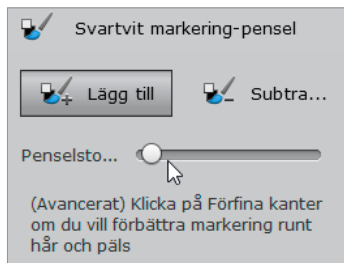 Svartvit markering-pensel
Lägg till Subtra...
Penselsto...
(Avancerat) Klicka på Förfina kanter
om du vill förbättra markering runt
hår och päls